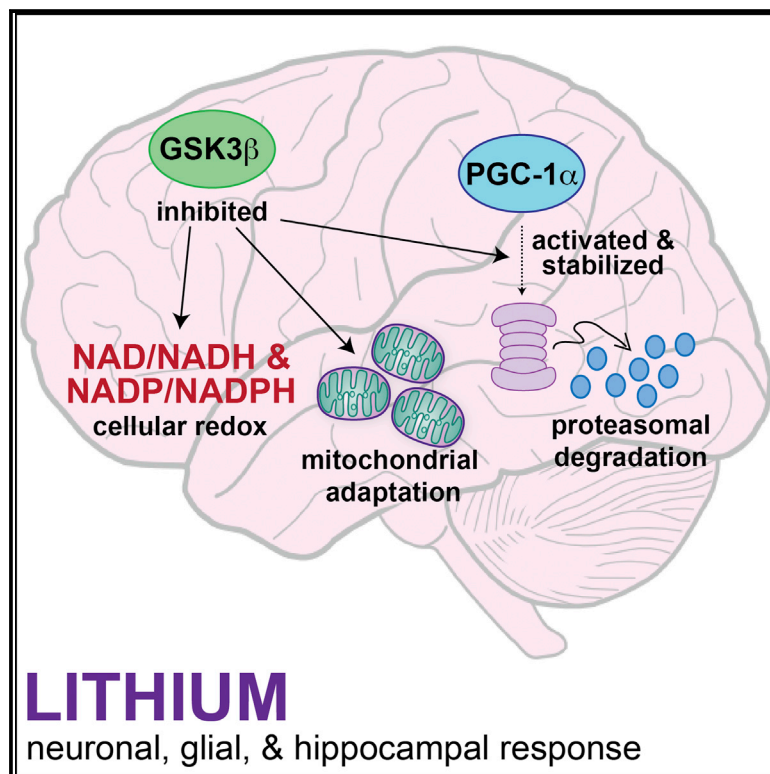 GSK3β
inhibited
PGC-1α
activated &
stabilized
NAD/NADH &
NADP/NADPH
cellular redox
mitochondrial
adaptation
proteasomal
degradation
LITHIUM
neuronal, glial, & hippocampal response